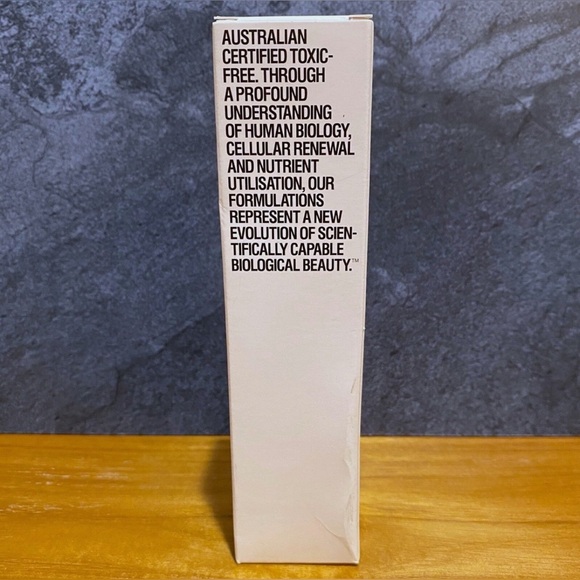 AUSTRALIAN
CERTIFIED TOXIC-
FREE. THROUGH
A PROFOUND
UNDERSTANDING
OF HUMAN BIOLOGY,
CELLULAR RENEWAL
AND NUTRIENT
UTILISATION, OUR
FORMULATIONS
REPRESENT A NEW
EVOLUTION OF SCIEN-
TIFICALLY CAPABLE
BIOLOGICAL BEAUTY.™